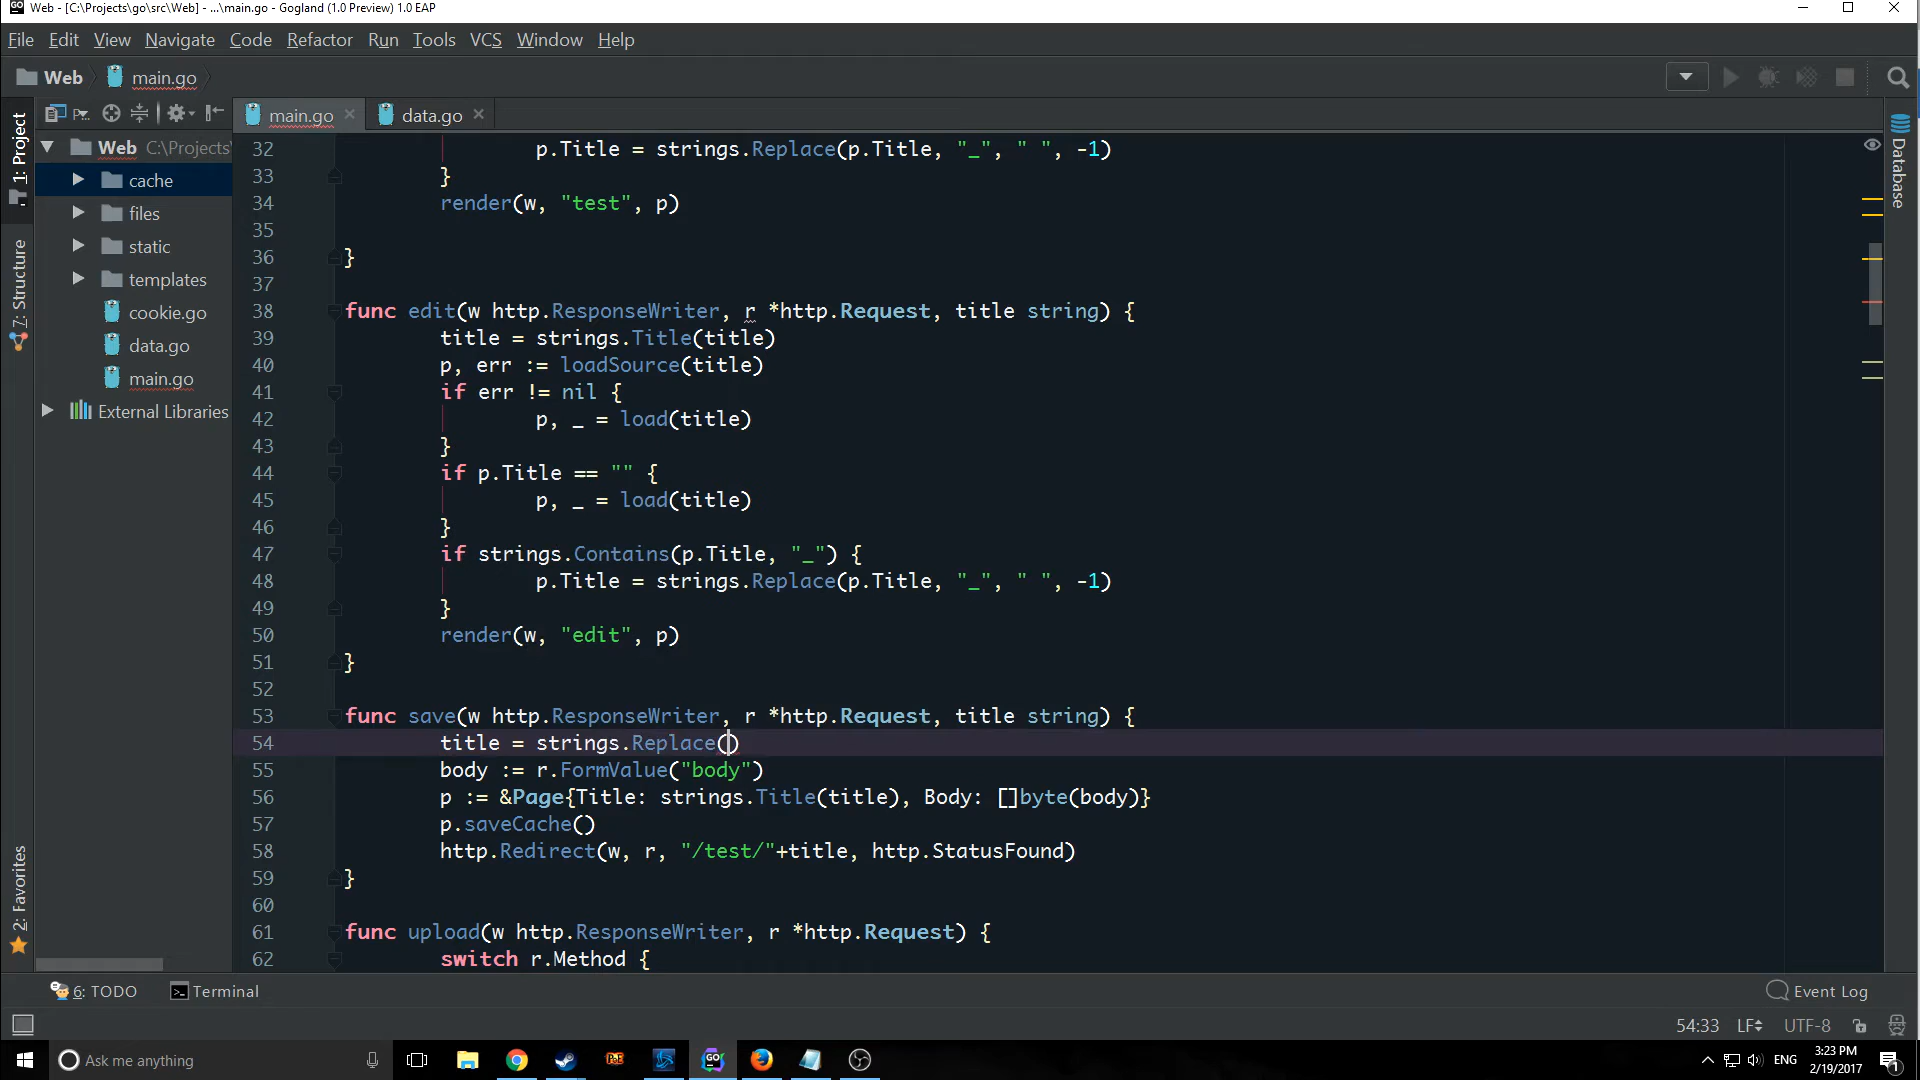 Web - [C:\Projects\go\src\Web] - ...\main.go - Gogland (1.0 Preview) 1.0 EAP
File Edit View Navigate Code Refactor Run Tools VCS Window Help
Web main.go
1: Project
7: Structure
2: Favorites
Web C:\Projects
cache
files
static
templates
cookie.go
data.go
main.go
External Libraries
main.go data.go
32 p.Title = strings.Replace(p.Title, "_", " ", -1)
33 }
34 render(w, "test", p)
35
36 }
37
38 func edit(w http.ResponseWriter, r *http.Request, title string) {
39 title = strings.Title(title)
40 p, err := loadSource(title)
41 if err != nil {
42 p, _ = load(title)
43 }
44 if p.Title == "" {
45 p, _ = load(title)
46 }
47 if strings.Contains(p.Title, "_") {
48 p.Title = strings.Replace(p.Title, "_", " ", -1)
49 }
50 render(w, "edit", p)
51 }
52
53 func save(w http.ResponseWriter, r *http.Request, title string) {
54 title = strings.Replace()
55 body := r.FormValue("body")
56 p := &Page{Title: strings.Title(title), Body: []byte(body)}
57 p.saveCache()
58 http.Redirect(w, r, "/test/"+title, http.StatusFound)
59 }
60
61 func upload(w http.ResponseWriter, r *http.Request) {
62 switch r.Method {
Database
6: TODO Terminal Event Log
54:33 LF UTF-8
Ask me anything
ENG
3:23 PM
2/19/2017